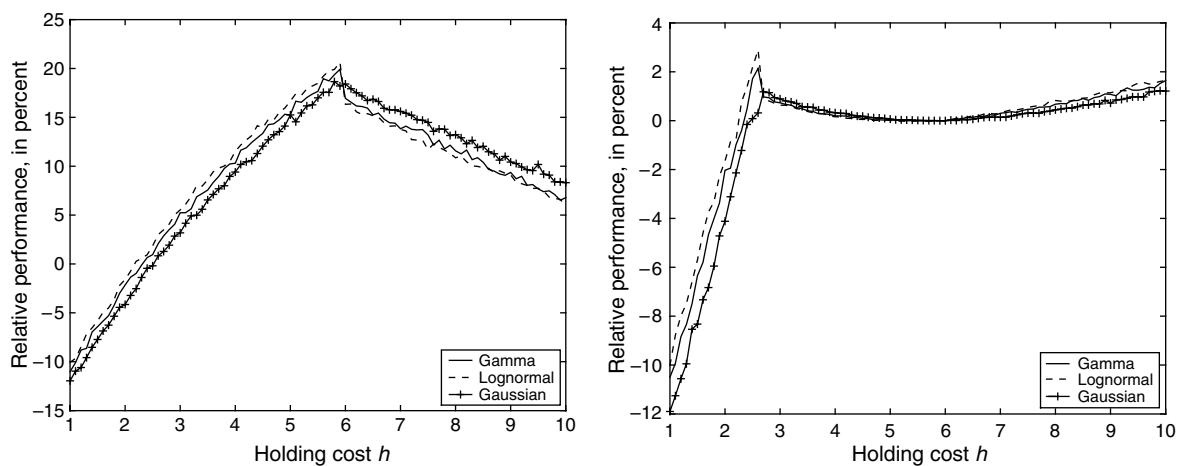 Relative performance, in percent
25
20
15
10
5
0
−5
−10
−15
1 2 3 4 5 6 7 8 9 10
Holding cost h
Gamma
Lognormal
Gaussian
Relative performance, in percent
4
2
0
−2
−4
−6
−8
−10
−12
1 2 3 4 5 6 7 8 9 10
Holding cost h
Gamma
Lognormal
Gaussian